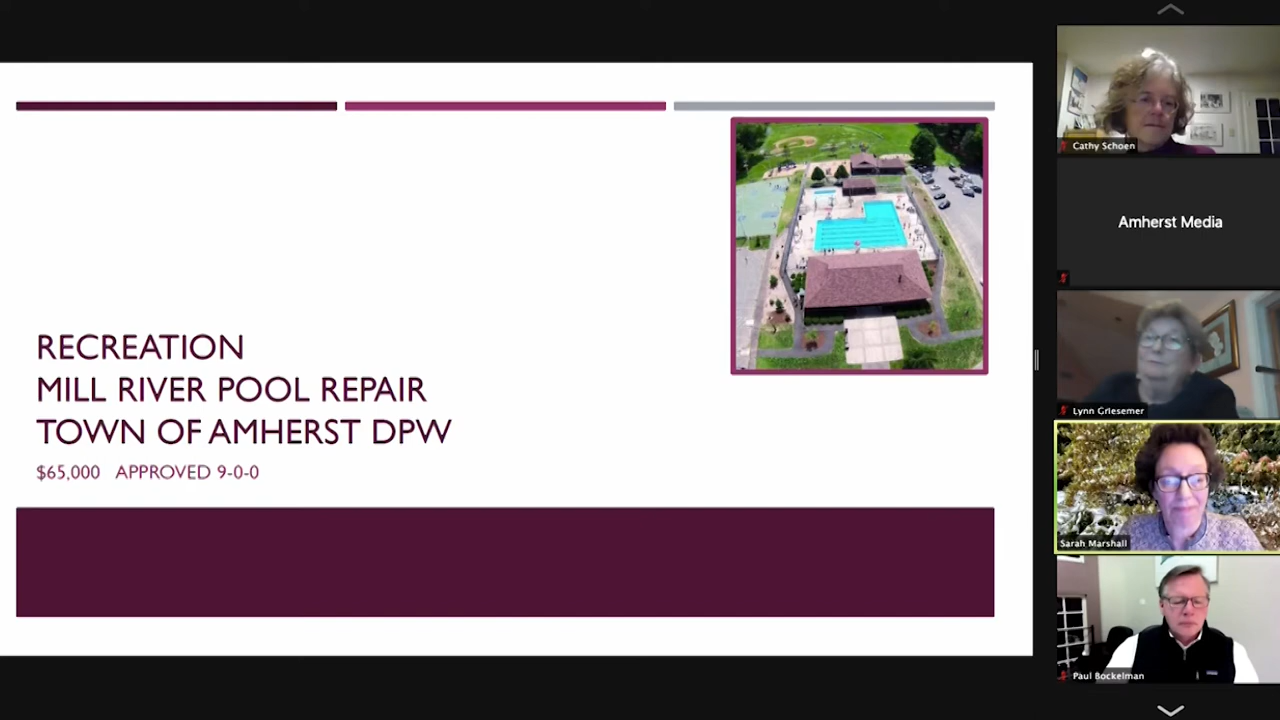 RECREATION
MILL RIVER POOL REPAIR
TOWN OF AMHERST DPW
$65,000 APPROVED 9-0-0
Cathy Schoen
Amherst Media
Lynn Griesemer
Sarah Marshall
Paul Bockelman